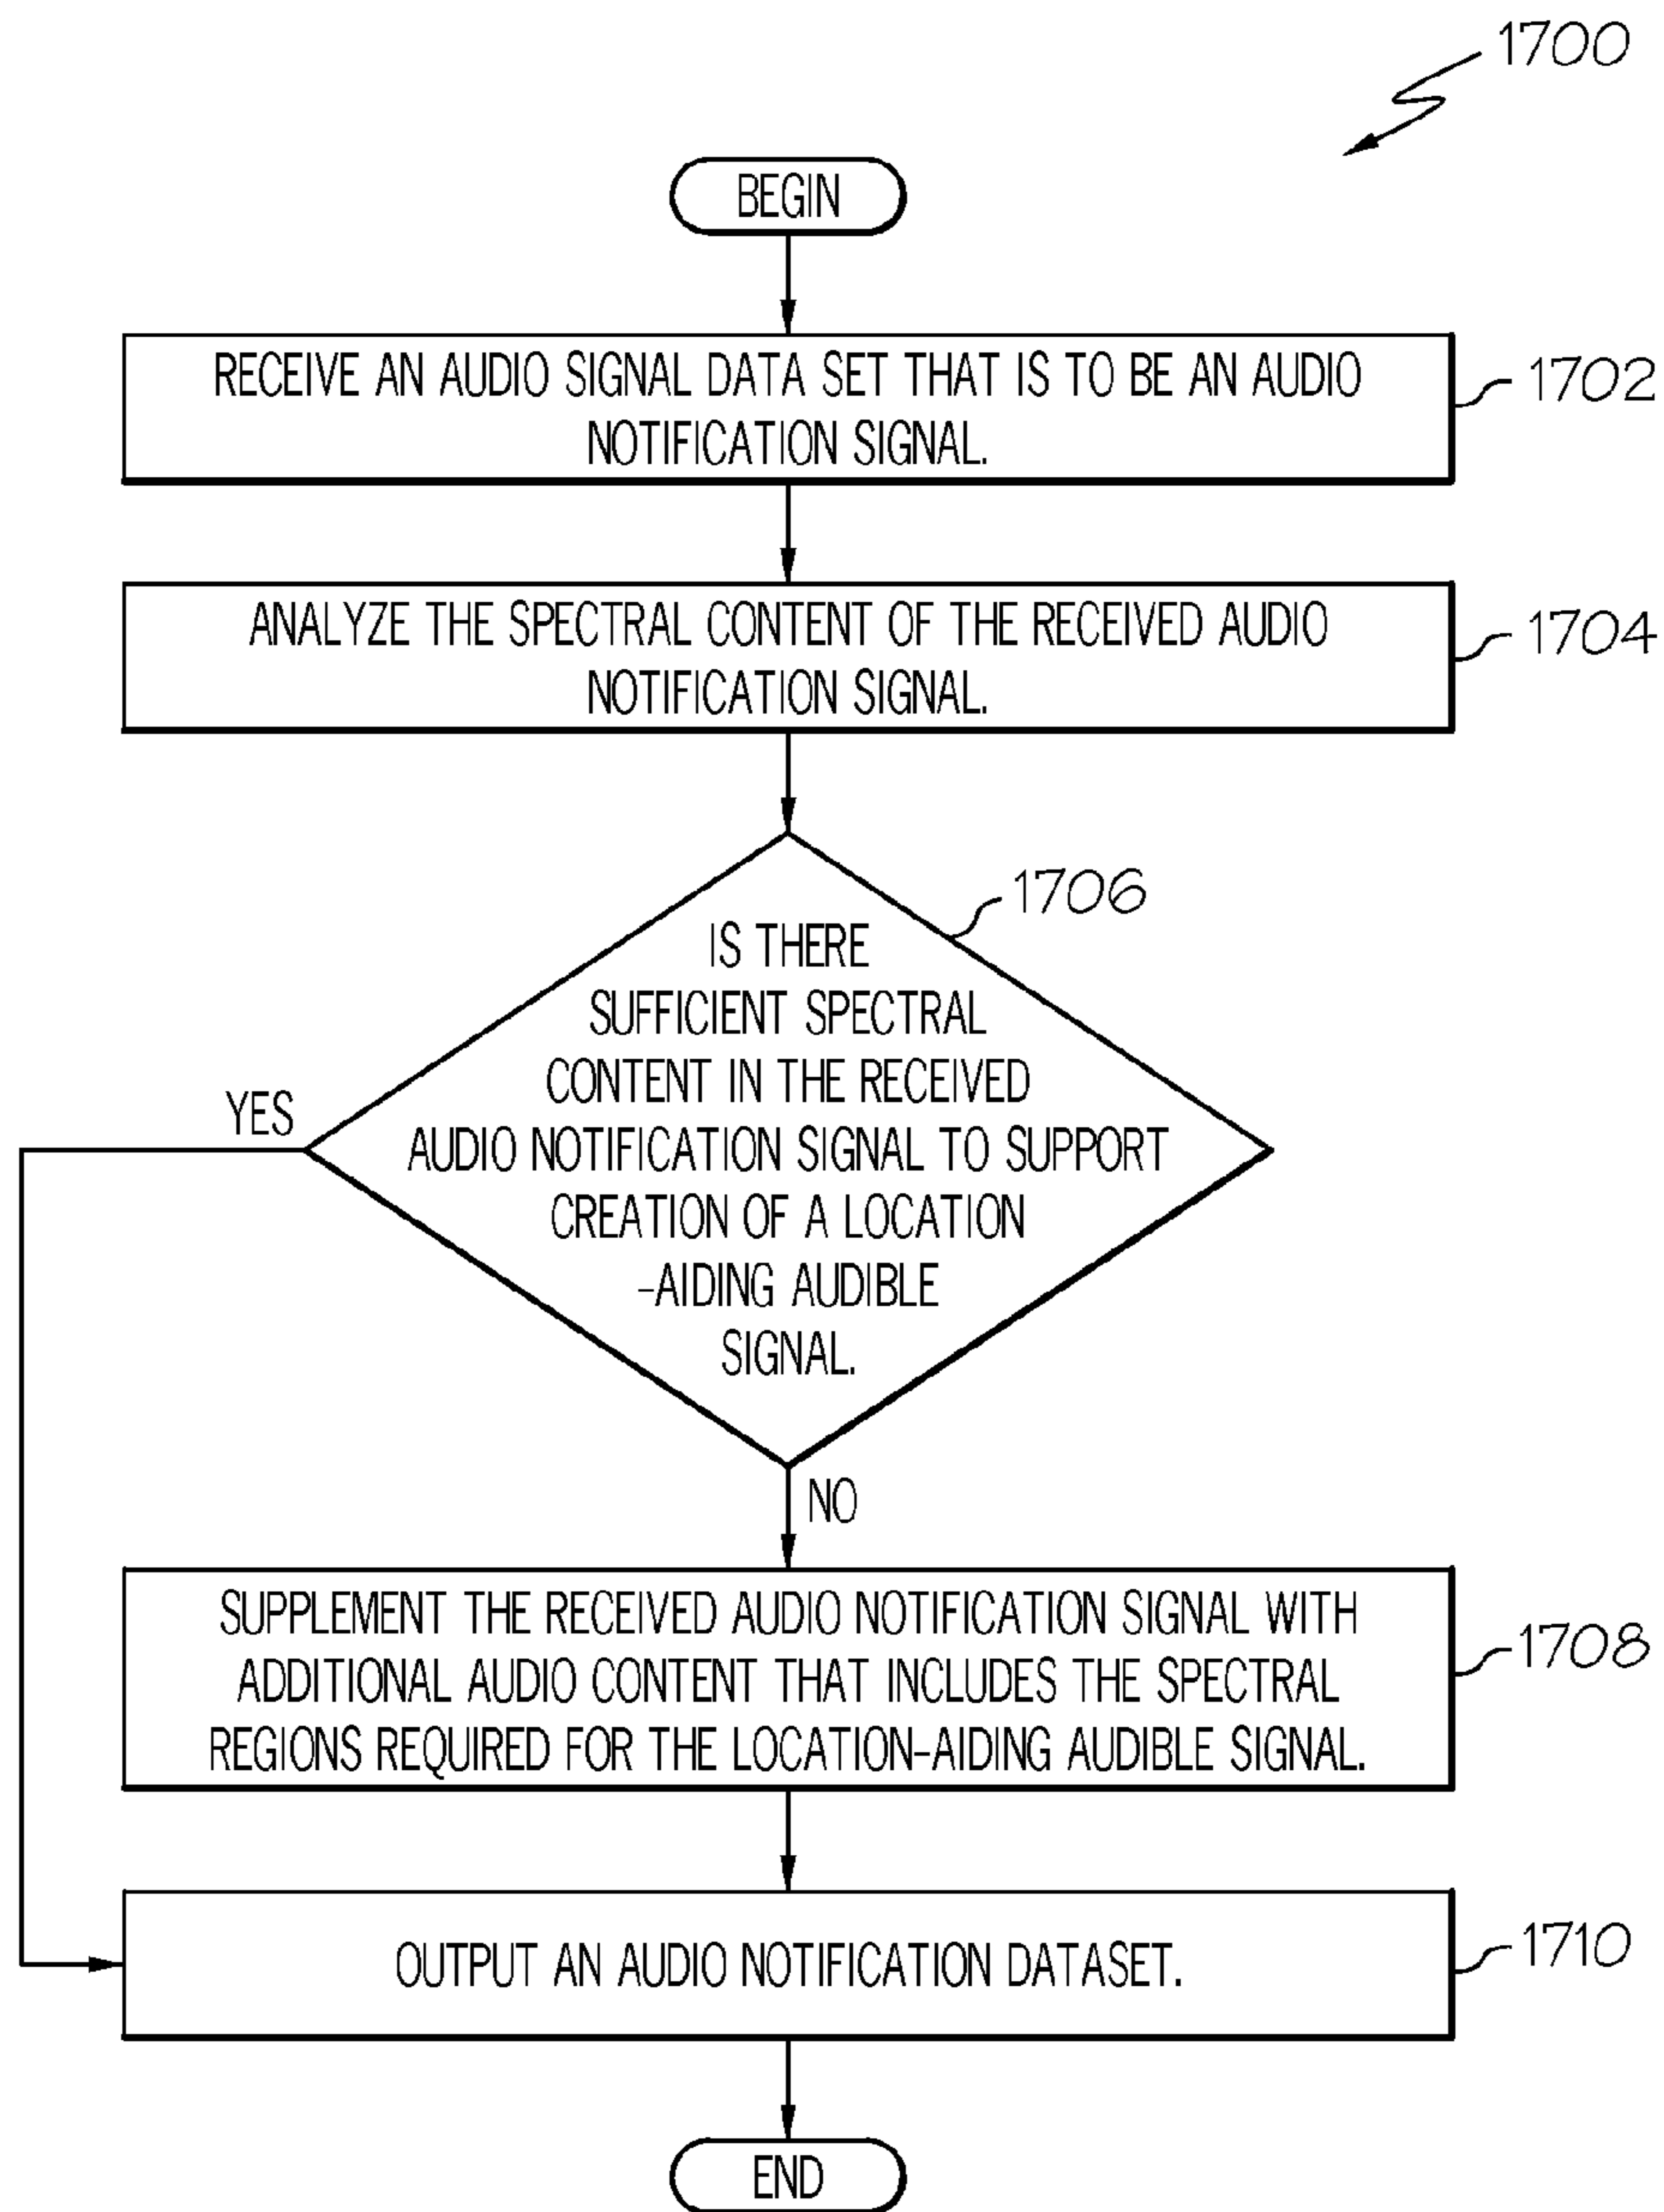 1700
BEGIN
RECEIVE AN AUDIO SIGNAL DATA SET THAT IS TO BE AN AUDIO
NOTIFICATION SIGNAL.
1702
ANALYZE THE SPECTRAL CONTENT OF THE RECEIVED AUDIO
NOTIFICATION SIGNAL.
1704
1706
IS THERE
SUFFICIENT SPECTRAL
CONTENT IN THE RECEIVED
AUDIO NOTIFICATION SIGNAL TO SUPPORT
CREATION OF A LOCATION
-AIDING AUDIBLE
SIGNAL.
YES
NO
SUPPLEMENT THE RECEIVED AUDIO NOTIFICATION SIGNAL WITH
ADDITIONAL AUDIO CONTENT THAT INCLUDES THE SPECTRAL
REGIONS REQUIRED FOR THE LOCATION-AIDING AUDIBLE SIGNAL.
1708
OUTPUT AN AUDIO NOTIFICATION DATASET.
1710
END